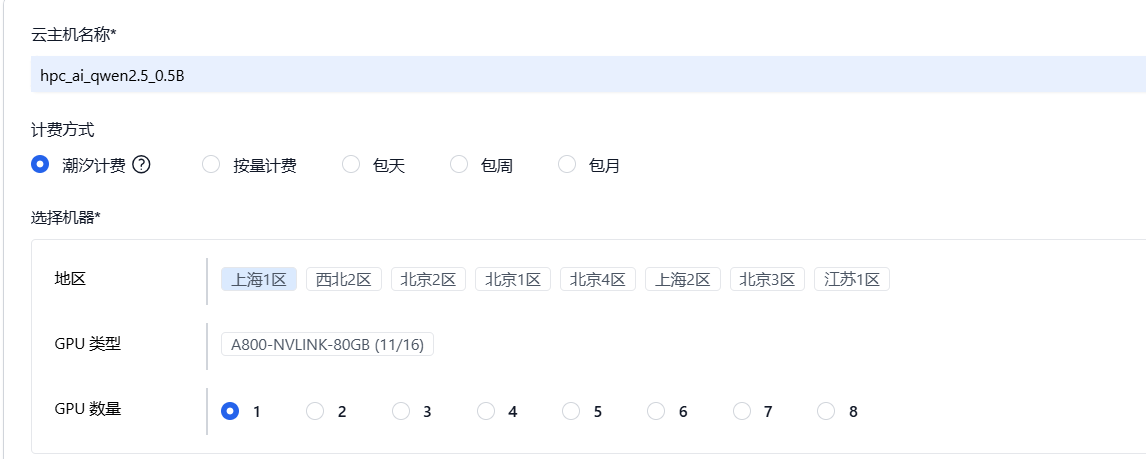 云主机名称*
hpc_ai_qwen2.5_0.5B
计费方式
潮汐计费 ? 按量计费 包天 包周 包月
选择机器*
地区 上海1区 西北2区 北京2区 北京1区 北京4区 上海2区 北京3区 江苏1区
GPU 类型 A800-NVLINK-80GB (11/16)
GPU 数量 1 2 3 4 5 6 7 8